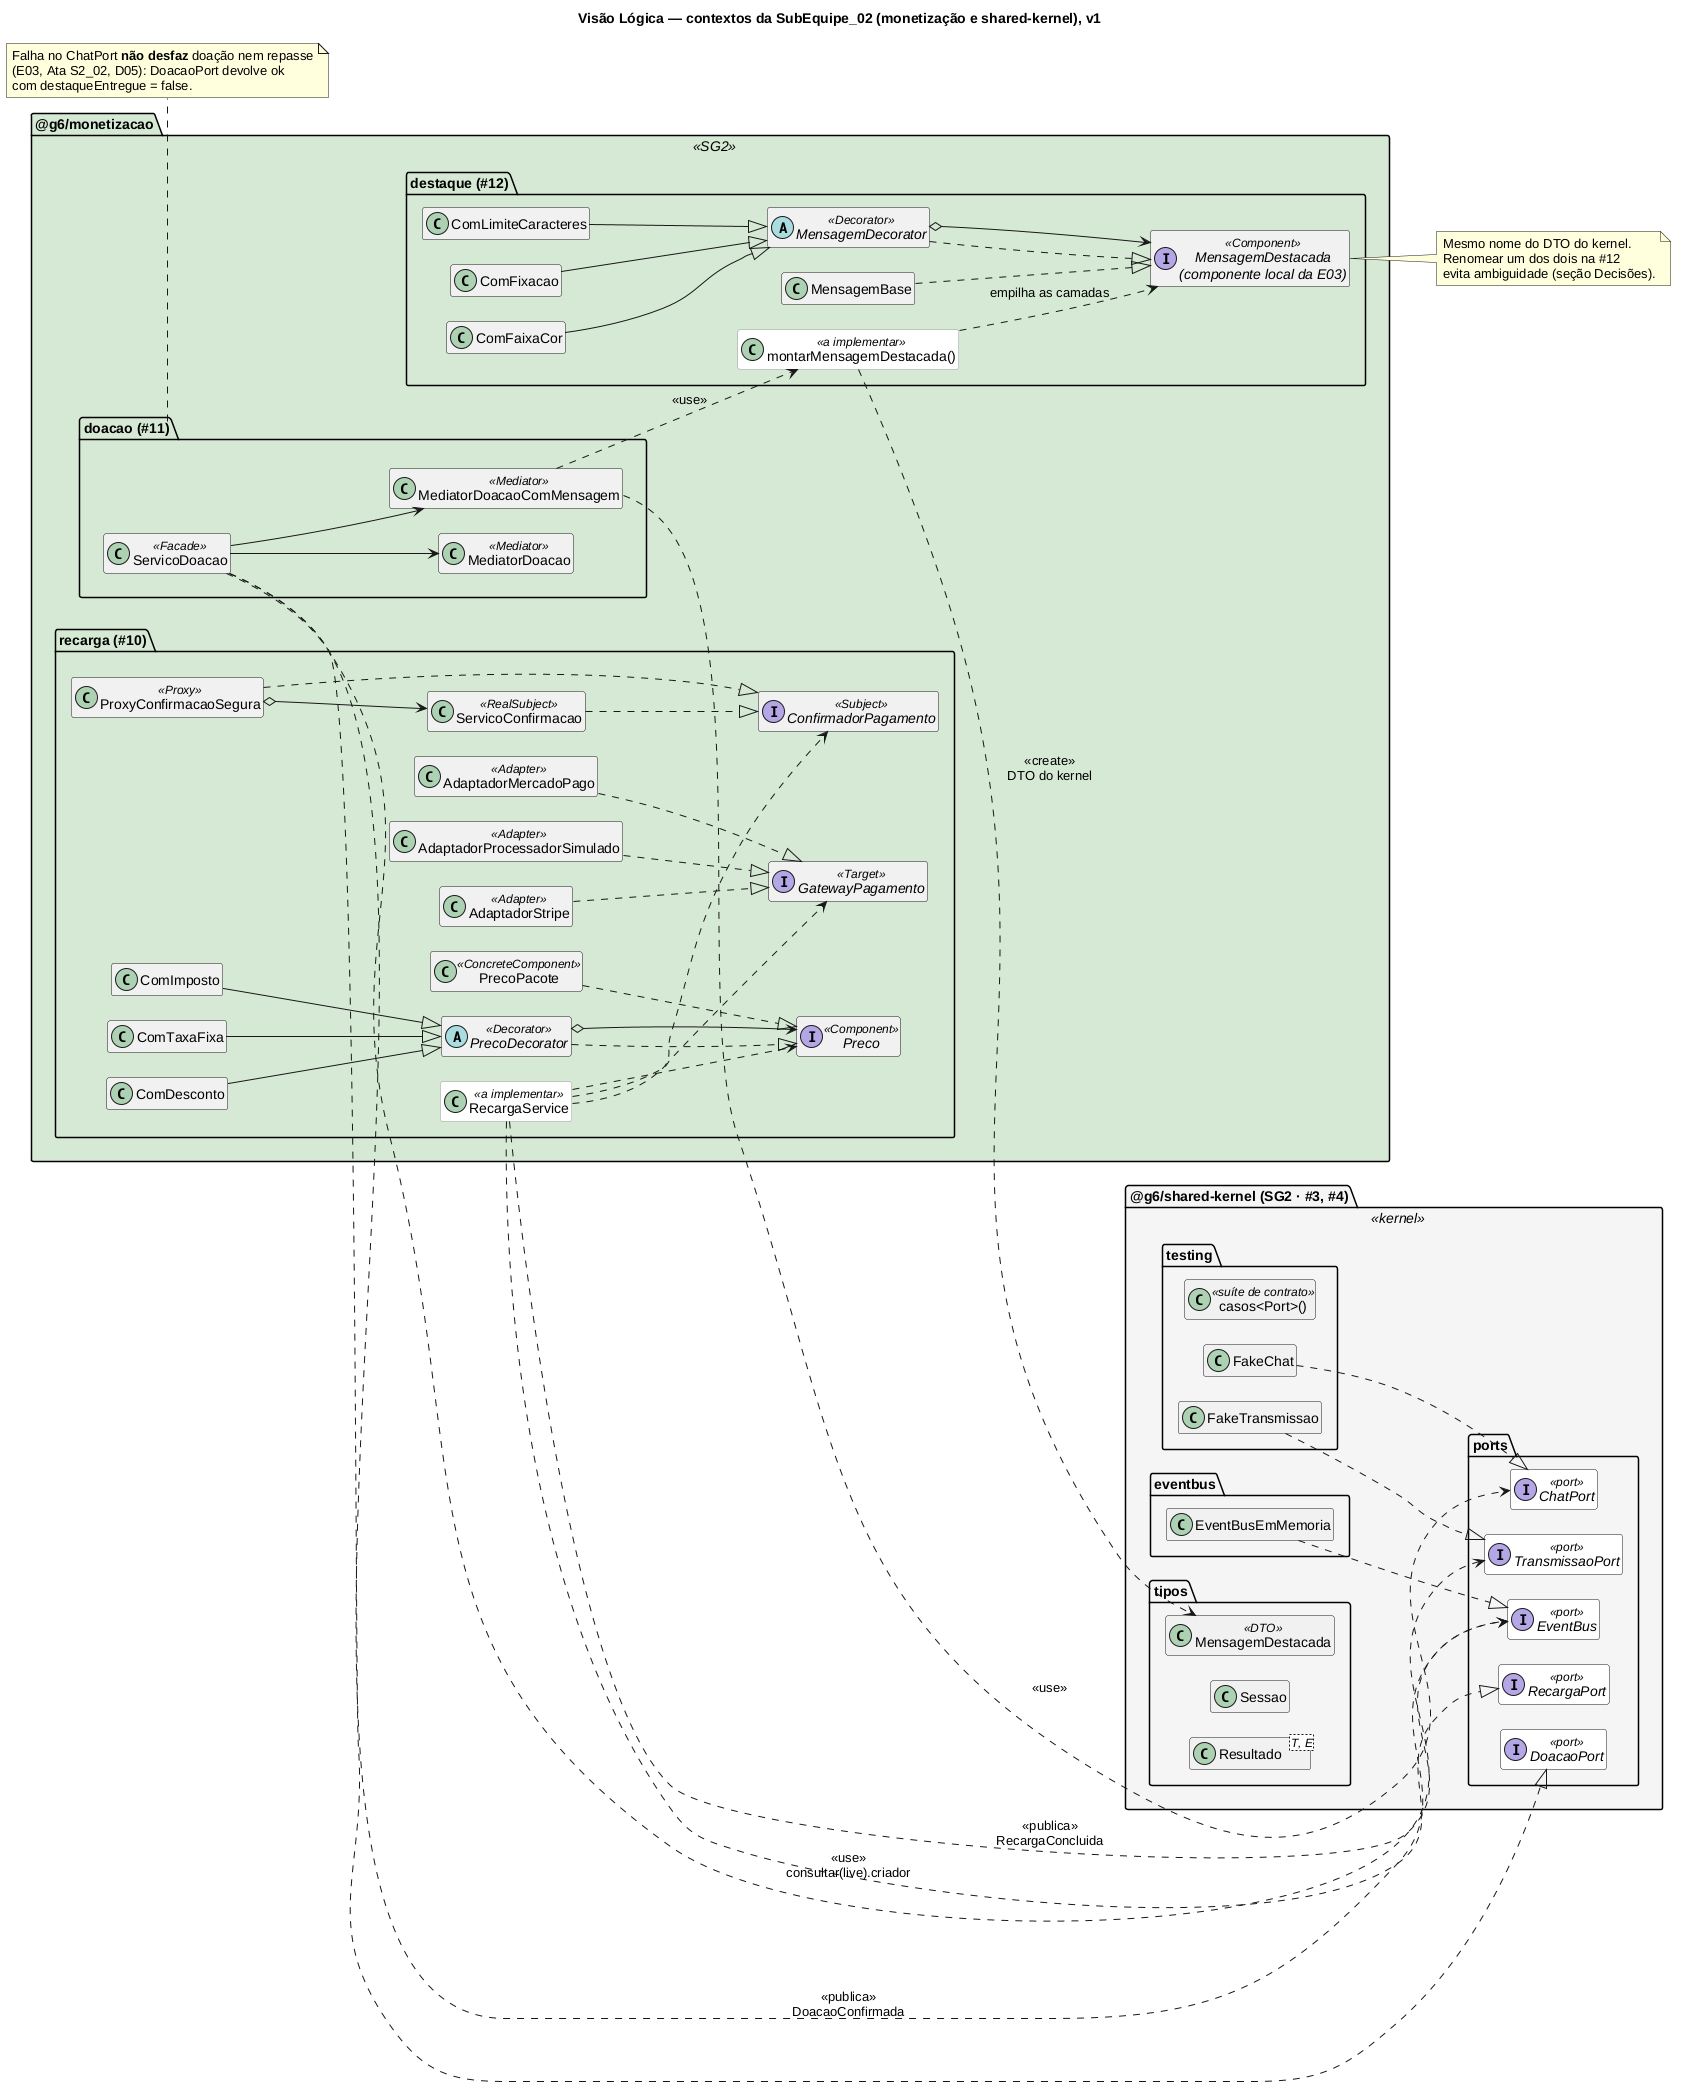 Visão Lógica — contextos da SubEquipe_02 (monetização e shared-kernel), v1
Falha no ChatPort não desfaz doação nem repasse
(E03, Ata S2_02, D05): DoacaoPort devolve ok
com destaqueEntregue = false.
@g6/monetizacao
«SG2»
destaque (#12)
C ComLimiteCaracteres
A «Decorator»
MensagemDecorator
C ComFixacao
I «Component»
MensagemDestacada
(componente local da E03)
Mesmo nome do DTO do kernel.
Renomear um dos dois na #12
evita ambiguidade (seção Decisões).
C MensagemBase
empilha as camadas
C ComFaixaCor
C «a implementar»
montarMensagemDestacada()
«use»
doacao (#11)
C «Mediator»
MediatorDoacaoComMensagem
C «Facade»
ServicoDoacao
C «Mediator»
MediatorDoacao
recarga (#10)
C «Proxy»
ProxyConfirmacaoSegura
C «RealSubject»
ServicoConfirmacao
I «Subject»
ConfirmadorPagamento
C «Adapter»
AdaptadorMercadoPago
«create»
DTO do kernel
C «Adapter»
AdaptadorProcessadorSimulado
I «Target»
GatewayPagamento
C «Adapter»
AdaptadorStripe
C «ConcreteComponent»
PrecoPacote
C ComImposto
C ComTaxaFixa
A «Decorator»
PrecoDecorator
I «Component»
Preco
C ComDesconto
C «a implementar»
RecargaService
@g6/shared-kernel (SG2 · #3, #4)
«kernel»
testing
C «suíte de contrato»
casos<Port>()
C FakeChat
C FakeTransmissao
ports
I «port»
ChatPort
eventbus
C EventBusEmMemoria
I «port»
TransmissaoPort
tipos
I «port»
EventBus
C «DTO»
MensagemDestacada
I «port»
RecargaPort
C Sessao
«use»
C Resultado
T, E
I «port»
DoacaoPort
«publica»
RecargaConcluida
«use»
consultar(live).criador
«publica»
DoacaoConfirmada